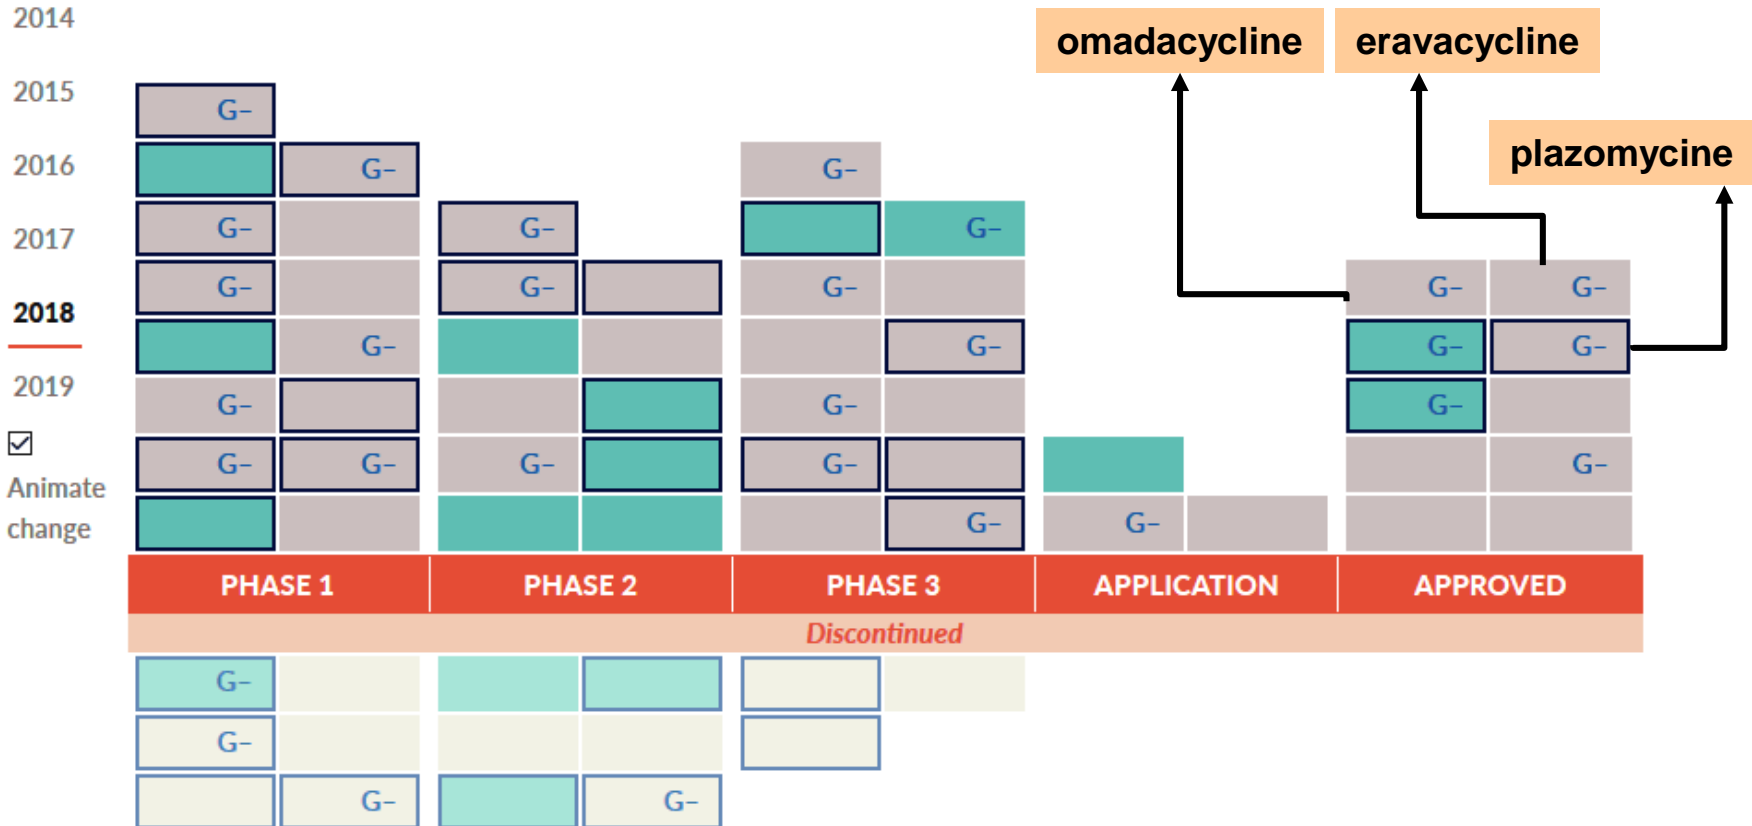 2014
omadacycline eravacycline
2015
G–
plazomycine
2016
G– G–
2017
G– G– G–
G– G– G– G– G–
2018
G– G– G– G–
2019
G– G– G–
G– G– G– G– G–
Animate
change
G– G–
PHASE 1 PHASE 2 PHASE 3 APPLICATION APPROVED
Discontinued
G–
G–
G– G–